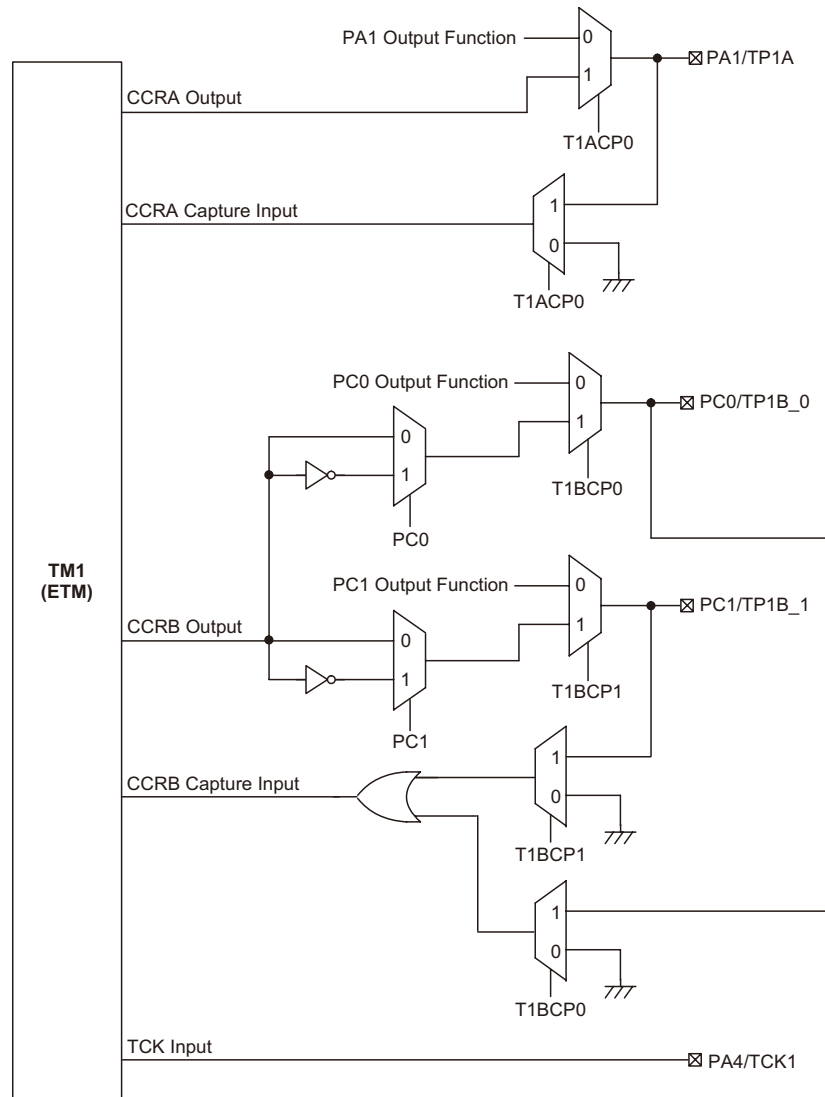 PA1 Output Function
0
PA1/TP1A
1
CCRA Output
T1ACP0
CCRA Capture Input
1
0
T1ACP0
PC0 Output Function
0
PC0/TP1B_0
0
1
1
T1BCP0
PC0
TM1
(ETM)
PC1 Output Function
0
PC1/TP1B_1
CCRB Output
0
1
1
T1BCP1
PC1
CCRB Capture Input
1
0
T1BCP1
1
0
T1BCP0
TCK Input
PA4/TCK1